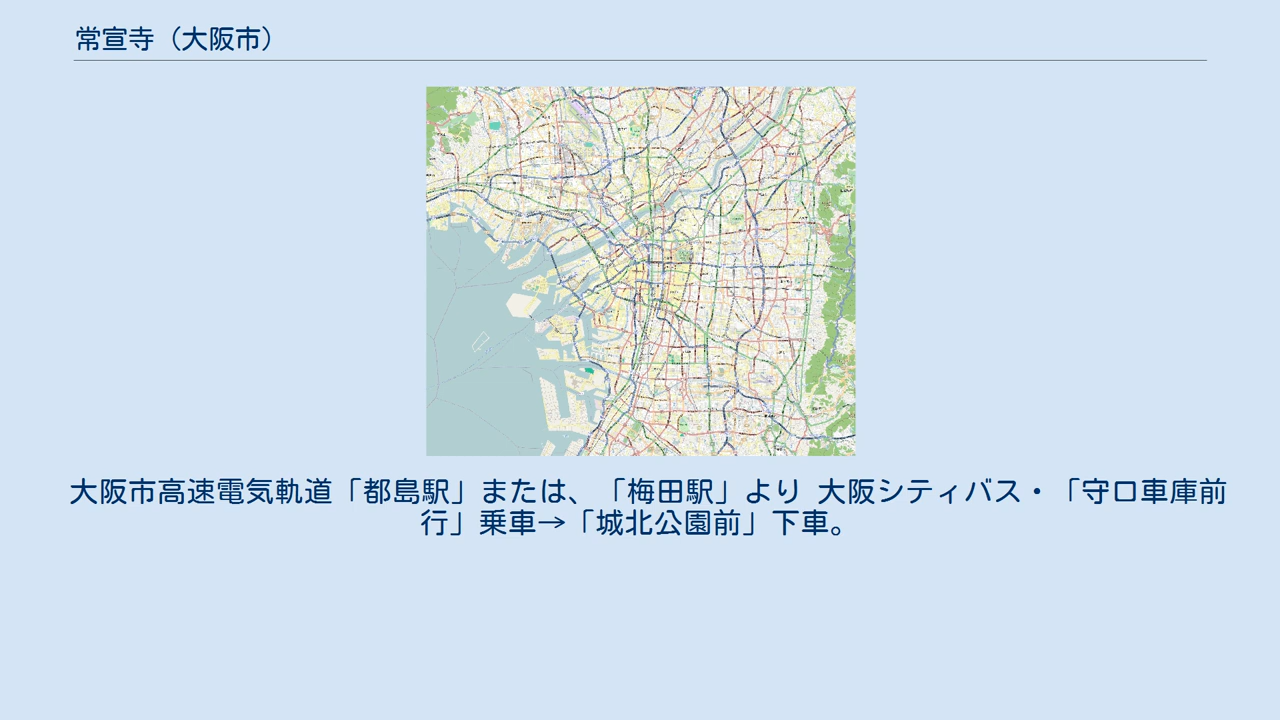 常宣寺（大阪市）
大阪市高速電気軌道「都島駅」または、「梅田駅」より 大阪シティバス・「守口車庫前
行」乗車→「城北公園前」下車。